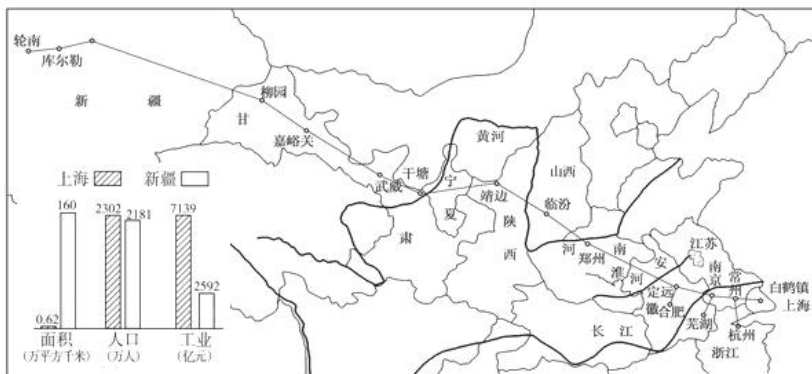 轮南
库尔勒
新 疆
柳园
甘
嘉峪关
武威
干塘
宁
夏
肃
黄河
靖边
陕
西
山西
临汾
河 南
郑州
淮 河
安
徽
定远
合肥
江苏
南京
常州
白鹤镇
上海
芜湖
杭州
浙江
长 江
上海 新疆
160
2302
2181
7139
2592
0.62
面积 人口 工业
(万平方千米) (万人) (亿元)